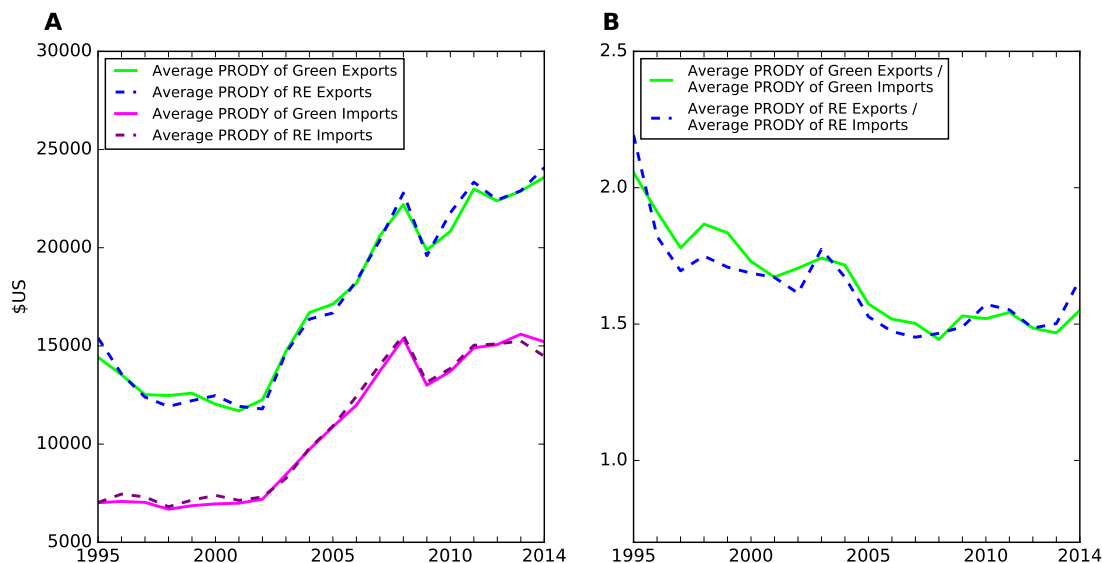 A
30000
25000
20000
15000
10000
5000
$US
1995
2000
2005
2010
2014
Average PRODY of Green Exports
Average PRODY of RE Exports
Average PRODY of Green Imports
Average PRODY of RE Imports
B
2.5
2.0
1.5
1.0
1995
2000
2005
2010
2014
Average PRODY of Green Exports /
Average PRODY of Green Imports
Average PRODY of RE Exports /
Average PRODY of RE Imports